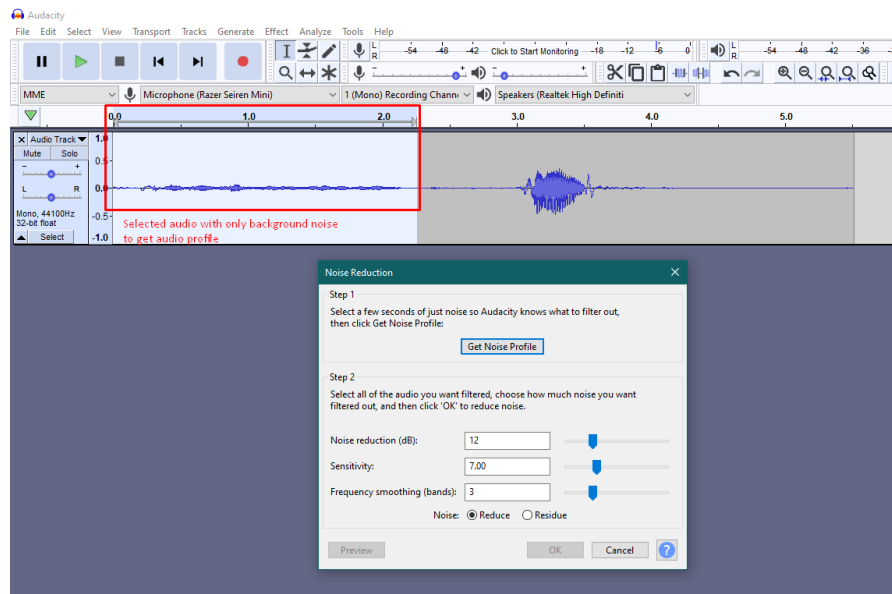 Audacity
File Edit Select View Transport Tracks Generate Effect Analyze Tools Help
L R -54 -48 -42 Click to Start Monitoring -18 -12 -6 0 L R -54 -48 -42 -36
MME Microphone (Razer Seiren Mini) 1 (Mono) Recording Chann Speakers (Realtek High Definiti
0.0 1.0 2.0 3.0 4.0 5.0
× Audio Track 1.0
Mute Solo
- + 0.5
L R 0.0
Mono, 44100Hz
32-bit float -0.5
Select -1.0
Selected audio with only background noise
to get audio profile
Noise Reduction
Step 1
Select a few seconds of just noise so Audacity knows what to filter out,
then click Get Noise Profile:
Get Noise Profile
Step 2
Select all of the audio you want filtered, choose how much noise you want
filtered out, and then click 'OK' to reduce noise.
Noise reduction (dB): 12
Sensitivity: 7.00
Frequency smoothing (bands): 3
Noise: Reduce Residue
Preview OK Cancel ?